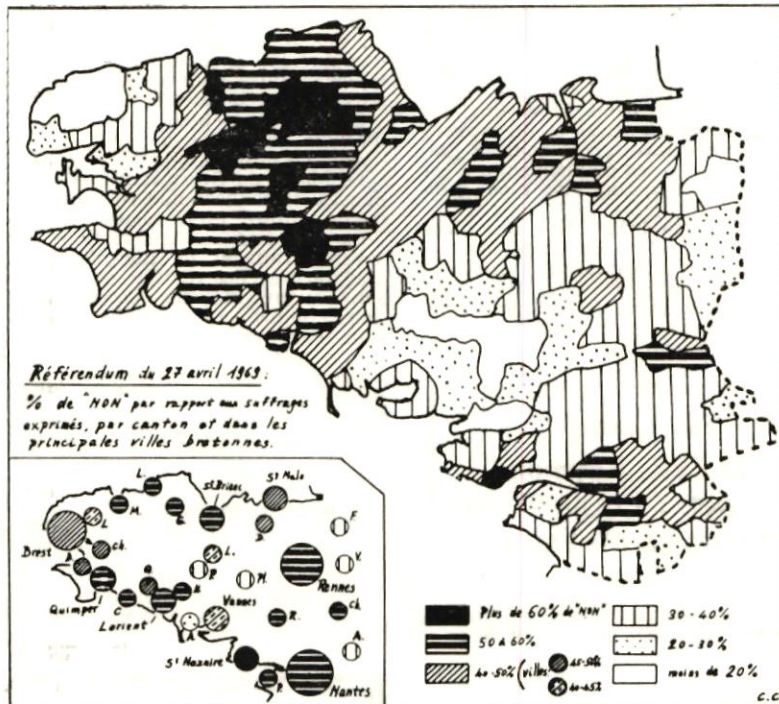 Référendum du 27 avril 1969:
% de "NON" par rapport aux suffrages
exprimés, par canton et dans les
principales villes bretonnes.
L.
St Malo
St Brieuc
M.
G.
L.
D.
F.
Brest
Ch.
L.
P.
V.
Q.
M.
Rennes
Quimper
C
H.
Vannes
R.
Ch.
Lorient
A
A.
St Nazaire
P.
Nantes
Plus de 60% de "NON"
30-40%
50 à 60%
20-30%
40-50% (villes:
45-50%
40-45%
moins de 20%
C.C